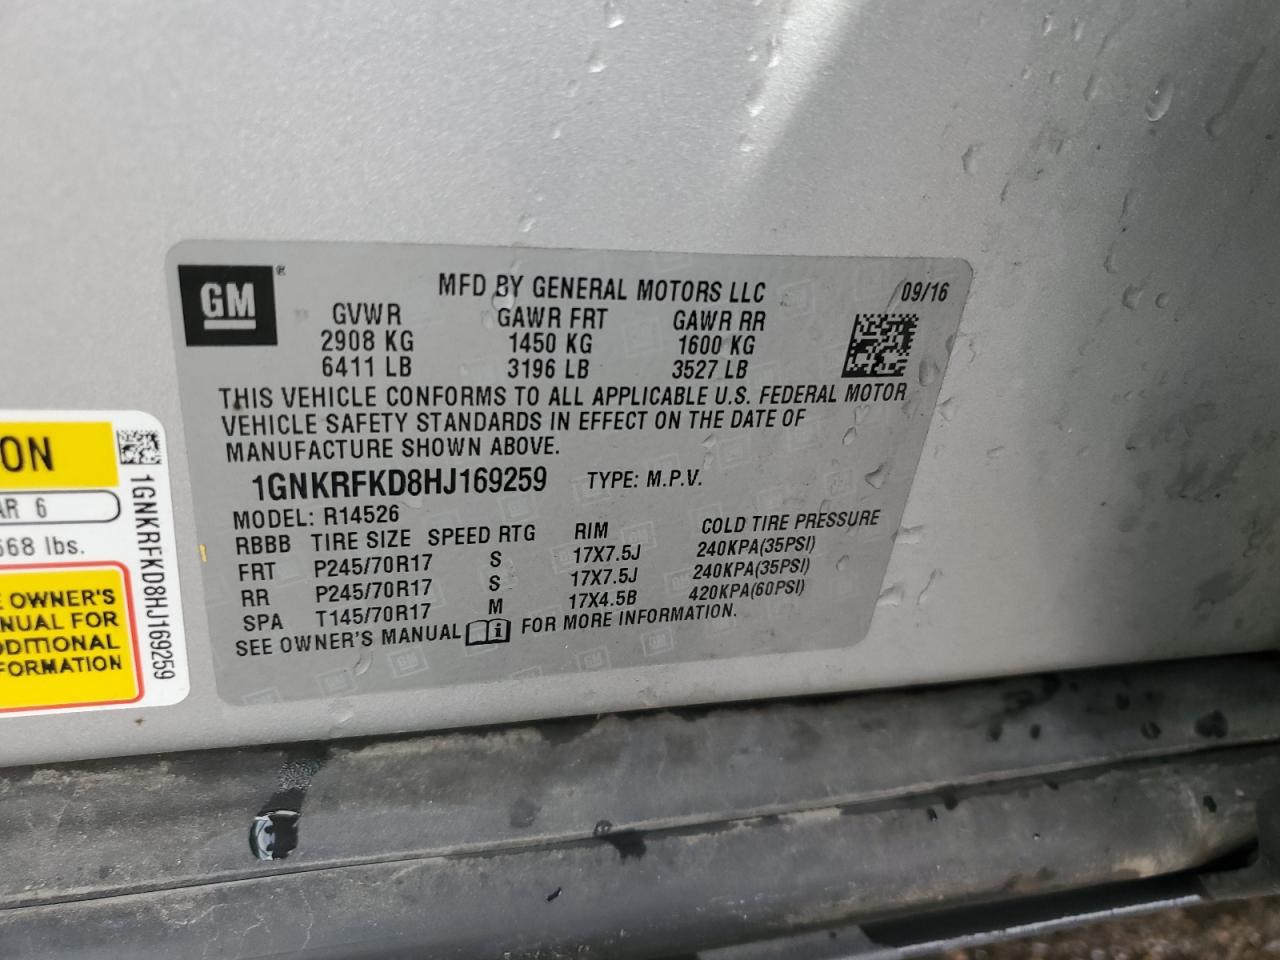 GM ®
MFD BY GENERAL MOTORS LLC 09/16
GVWR GAWR FRT GAWR RR
2908 KG 1450 KG 1600 KG
6411 LB 3196 LB 3527 LB
THIS VEHICLE CONFORMS TO ALL APPLICABLE U.S. FEDERAL MOTOR
VEHICLE SAFETY STANDARDS IN EFFECT ON THE DATE OF
MANUFACTURE SHOWN ABOVE.
1GNKRFKD8HJ169259 TYPE: M.P.V.
MODEL: R14526
RBBB TIRE SIZE SPEED RTG RIM COLD TIRE PRESSURE
FRT P245/70R17 S 17X7.5J 240KPA(35PSI)
RR P245/70R17 S 17X7.5J 240KPA(35PSI)
SPA T145/70R17 M 17X4.5B 420KPA(60PSI)
SEE OWNER'S MANUAL i FOR MORE INFORMATION.
ON
AR 6
668 lbs.
E OWNER'S
NUAL FOR
DDITIONAL
FORMATION
1GNKRFKD8HJ169259